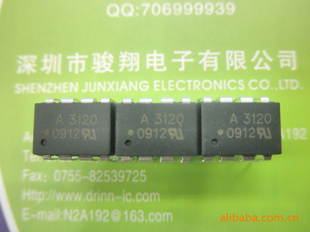 QQ:706999939
深圳市骏翔电子有限公司
SHENZHEN JUNXIANG ELECTRONICS CO.,LTD
A 3120
0912
A 3120
0912
A 3120
0912
A192
Fax: 0755-82539725
Http://www.drinn-ic.com
E-mail:N2A192@163.com
alibaba.com.cn